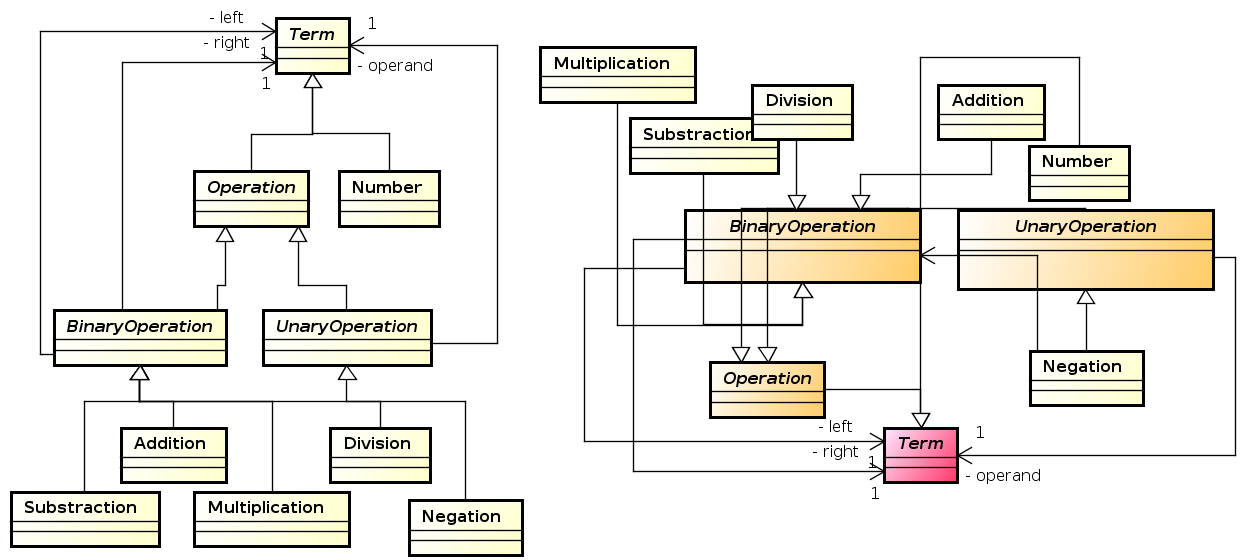 - left
1
Term
- right
1
- operand
1
Operation
Number
BinaryOperation
UnaryOperation
Addition
Division
Substraction
Multiplication
Negation
Multiplication
Division
Addition
Substraction
Number
BinaryOperation
UnaryOperation
Negation
Operation
- left
1
Term
- right
1
- operand
1